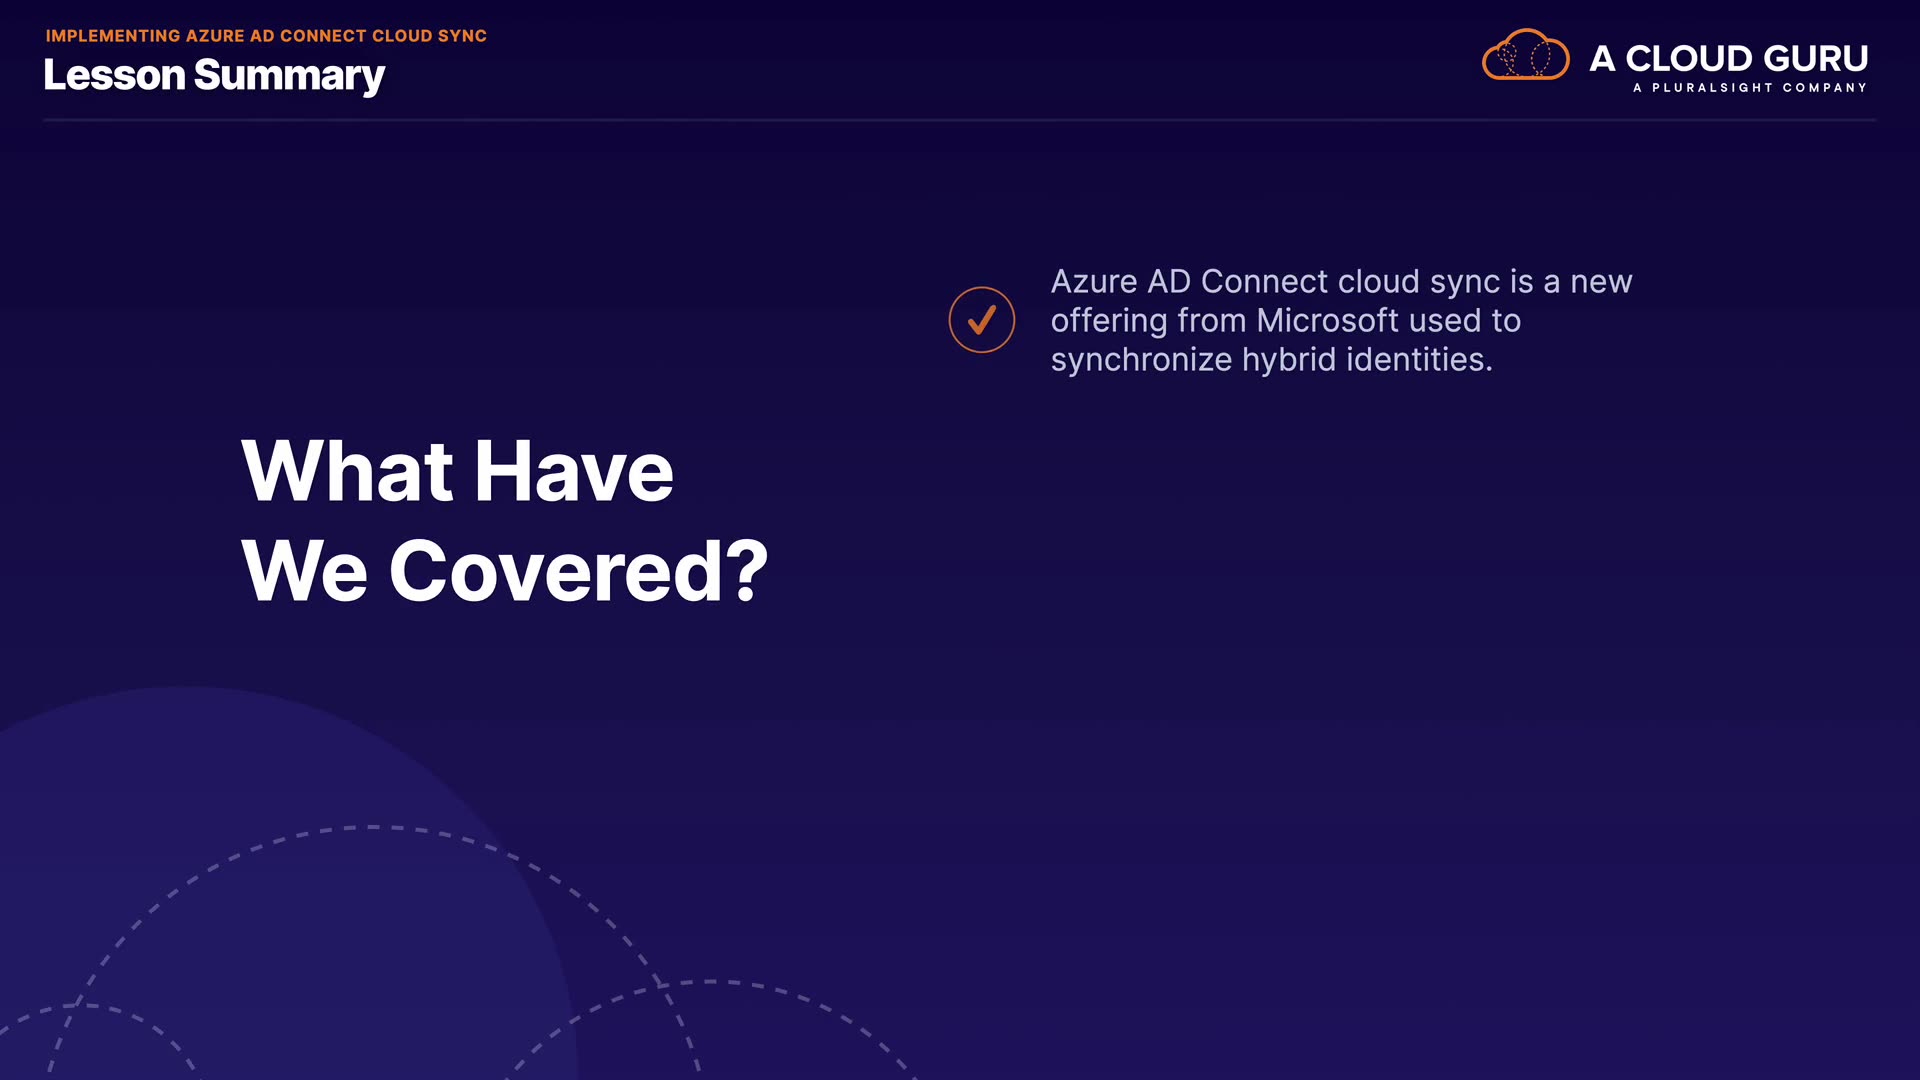 IMPLEMENTING AZURE AD CONNECT CLOUD SYNC
Lesson Summary
A CLOUD GURU
A PLURALSIGHT COMPANY
What Have
We Covered?
Azure AD Connect cloud sync is a new
offering from Microsoft used to
synchronize hybrid identities.